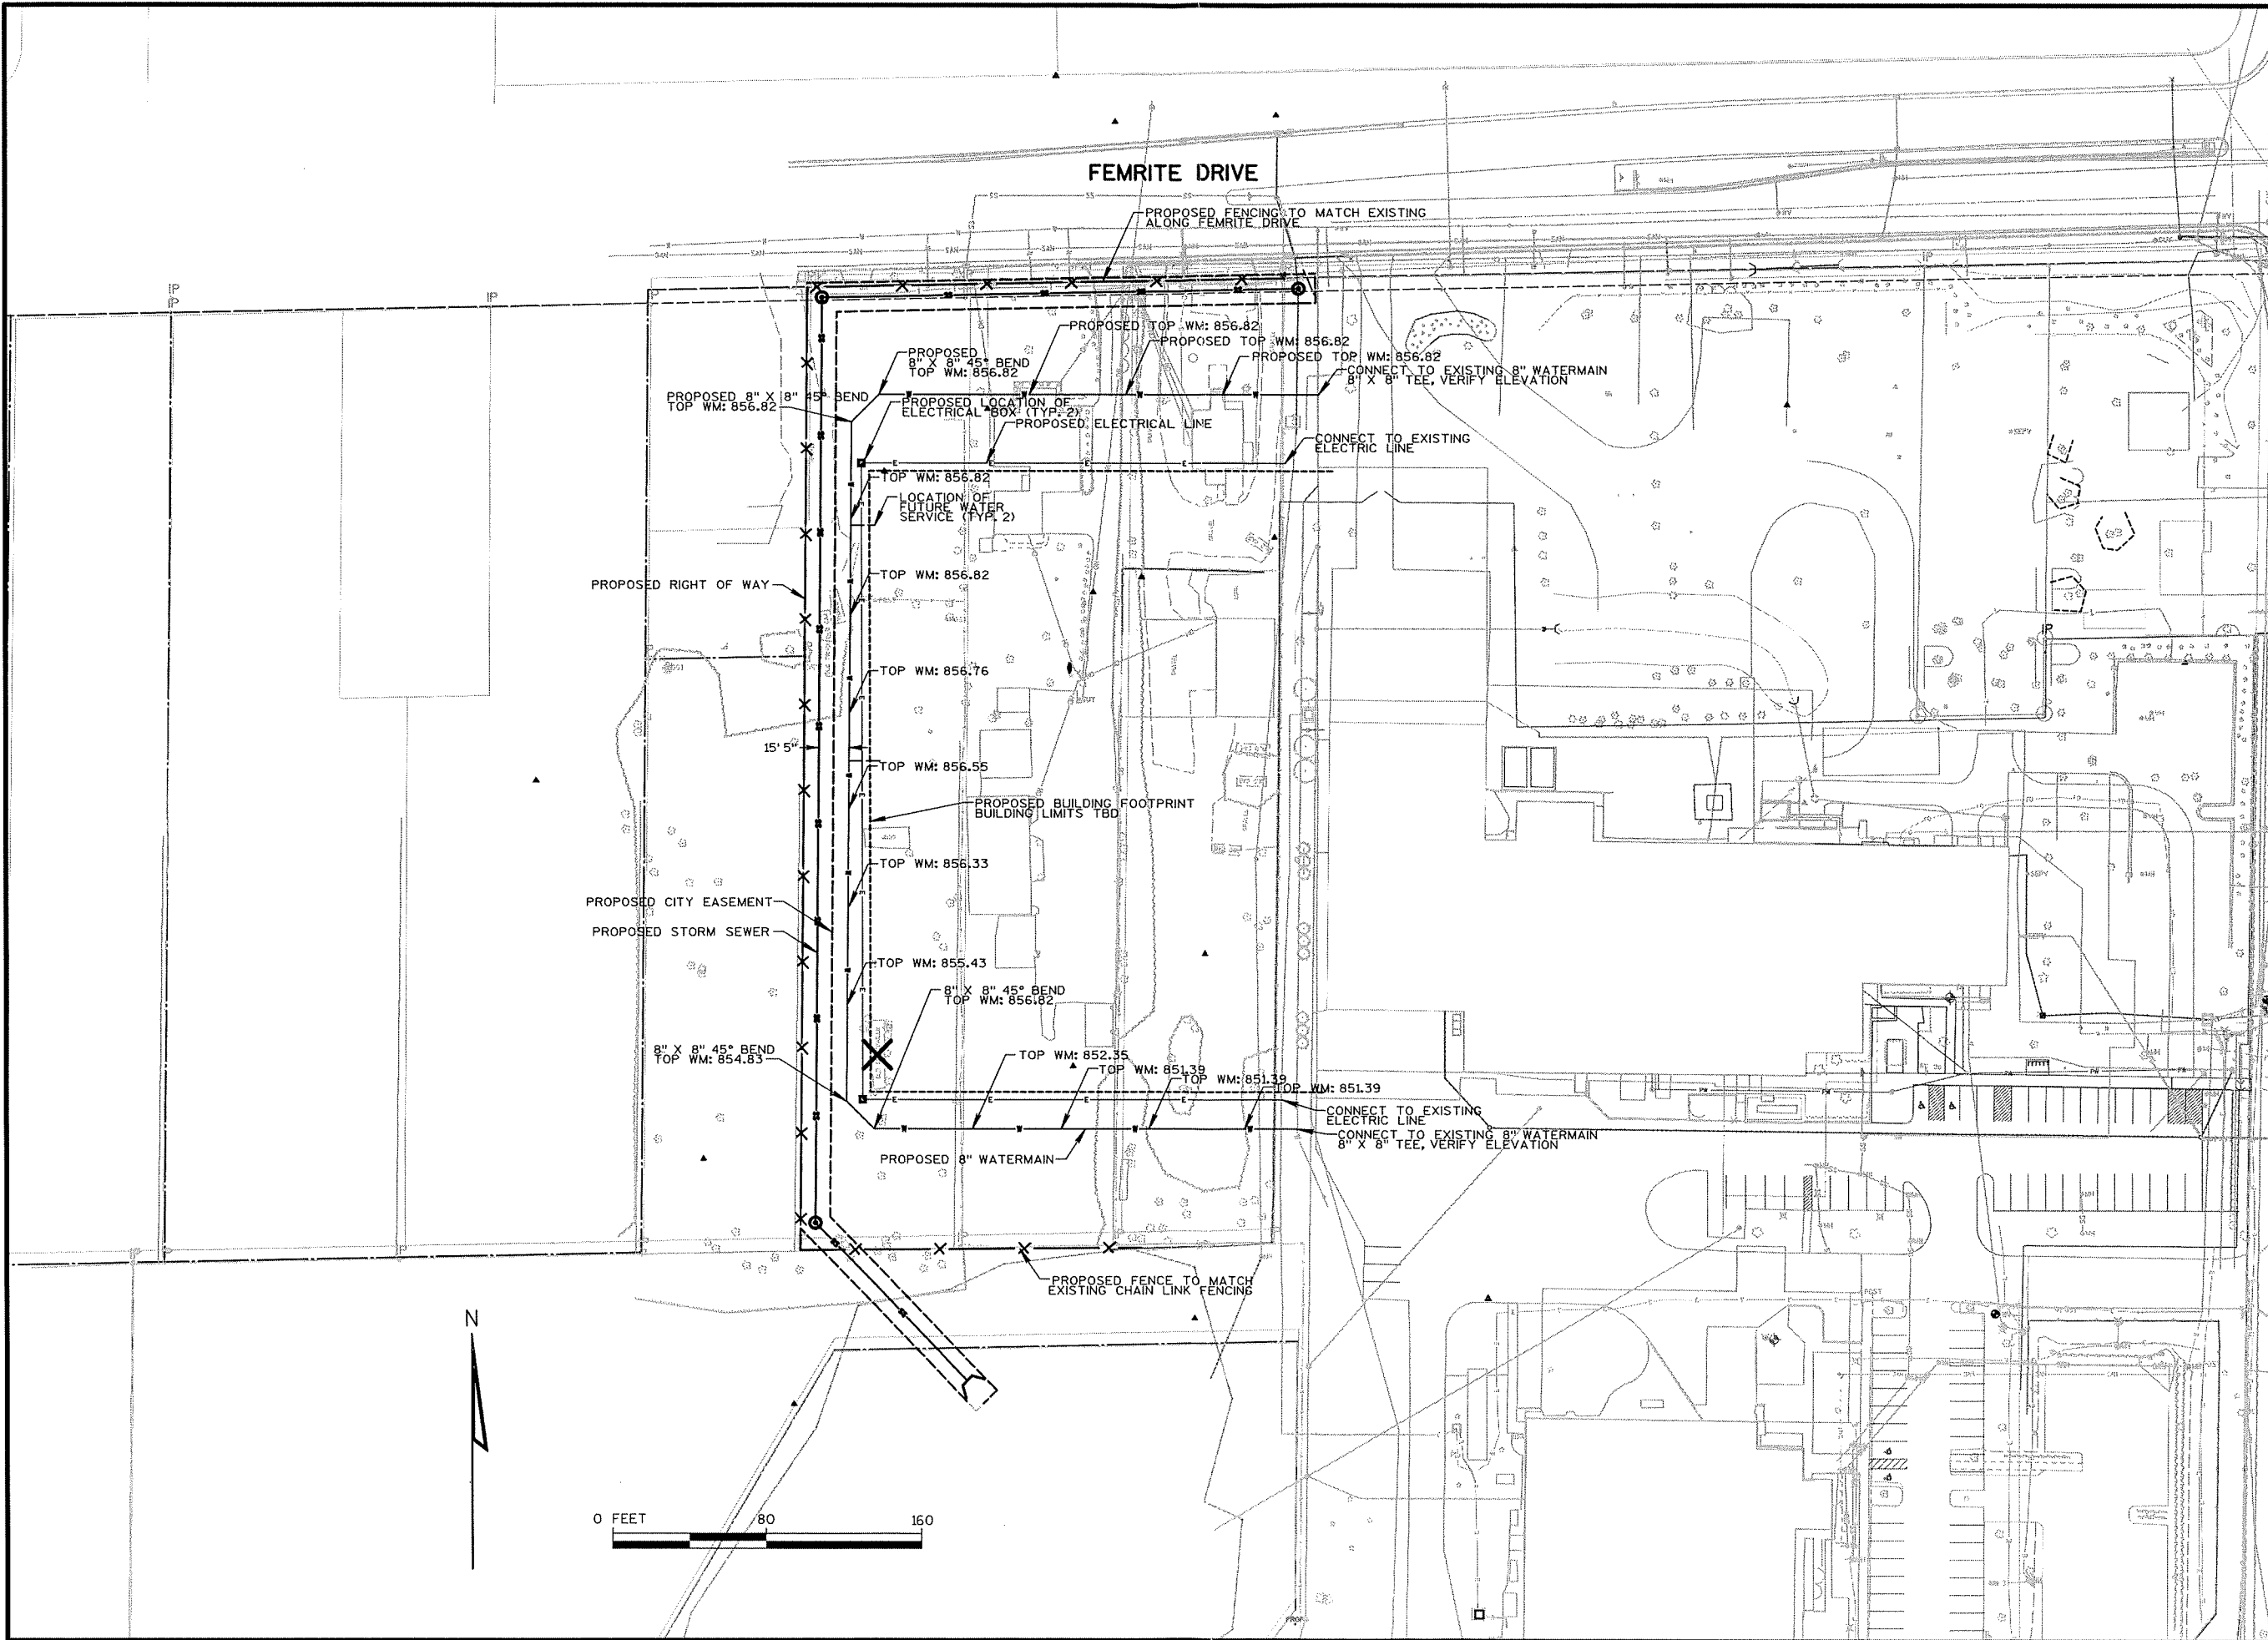 FEMRITE DRIVE
PROPOSED FENCING TO MATCH EXISTING
ALONG FEMRITE DRIVE
IP
IP
IP
PROPOSED TOP WM: 856.82
PROPOSED TOP WM: 856.82
PROPOSED TOP WM: 856.82
PROPOSED
8" X 8" 45° BEND
TOP WM: 856.82
CONNECT TO EXISTING 8" WATERMAIN
8" X 8" TEE, VERIFY ELEVATION
PROPOSED 8" X 8" 45° BEND
TOP WM: 856.82
PROPOSED LOCATION OF
ELECTRICAL BOX (TYP. 2)
PROPOSED ELECTRICAL LINE
CONNECT TO EXISTING
ELECTRIC LINE
TOP WM: 856.82
LOCATION OF
FUTURE WATER
SERVICE (TYP. 2)
TOP WM: 856.82
PROPOSED RIGHT OF WAY
IP
TOP WM: 856.76
15' 5"
TOP WM: 856.55
PROPOSED BUILDING FOOTPRINT
BUILDING LIMITS TBD
TOP WM: 856.33
PROPOSED CITY EASEMENT
PROPOSED STORM SEWER
TOP WM: 855.43
8" X 8" 45° BEND
TOP WM: 856.82
8" X 8" 45° BEND
TOP WM: 854.83
TOP WM: 852.35
TOP WM: 851.39
TOP WM: 851.39
TOP WM: 851.39
CONNECT TO EXISTING
ELECTRIC LINE
CONNECT TO EXISTING 8" WATERMAIN
8" X 8" TEE, VERIFY ELEVATION
PROPOSED 8" WATERMAIN
PROPOSED FENCE TO MATCH
EXISTING CHAIN LINK FENCING
N
0 FEET 80 160